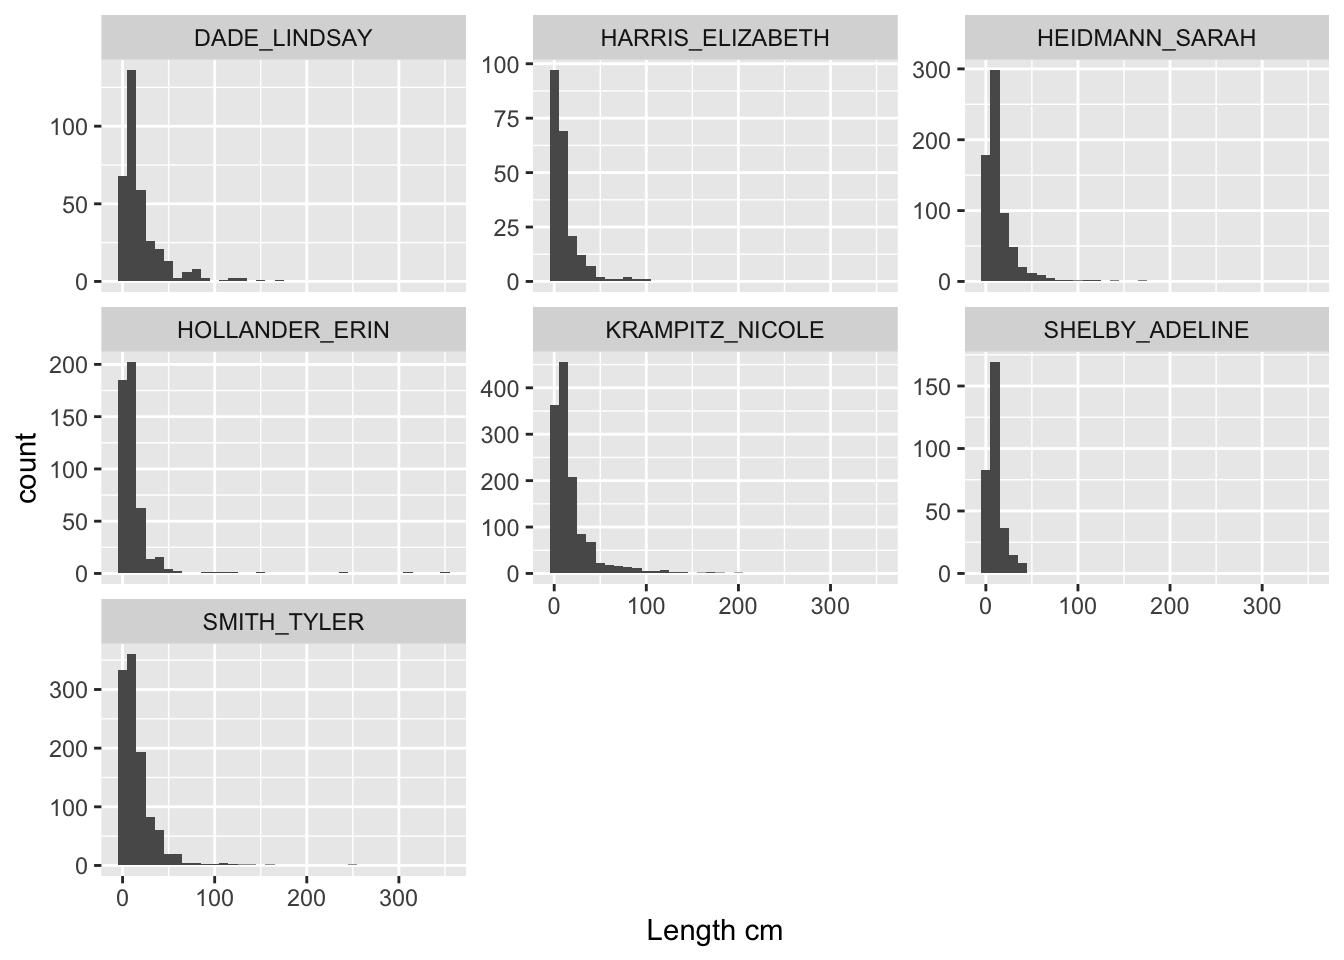 DADE_LINDSAY
HARRIS_ELIZABETH
HEIDMANN_SARAH
100
50
0
100
75
50
25
0
300
200
100
0
HOLLANDER_ERIN
KRAMPITZ_NICOLE
SHELBY_ADELINE
200
150
100
50
0
400
300
200
100
0
150
100
50
0
0 100 200 300
0 100 200 300
SMITH_TYLER
300
200
100
0
0 100 200 300
count
Length cm